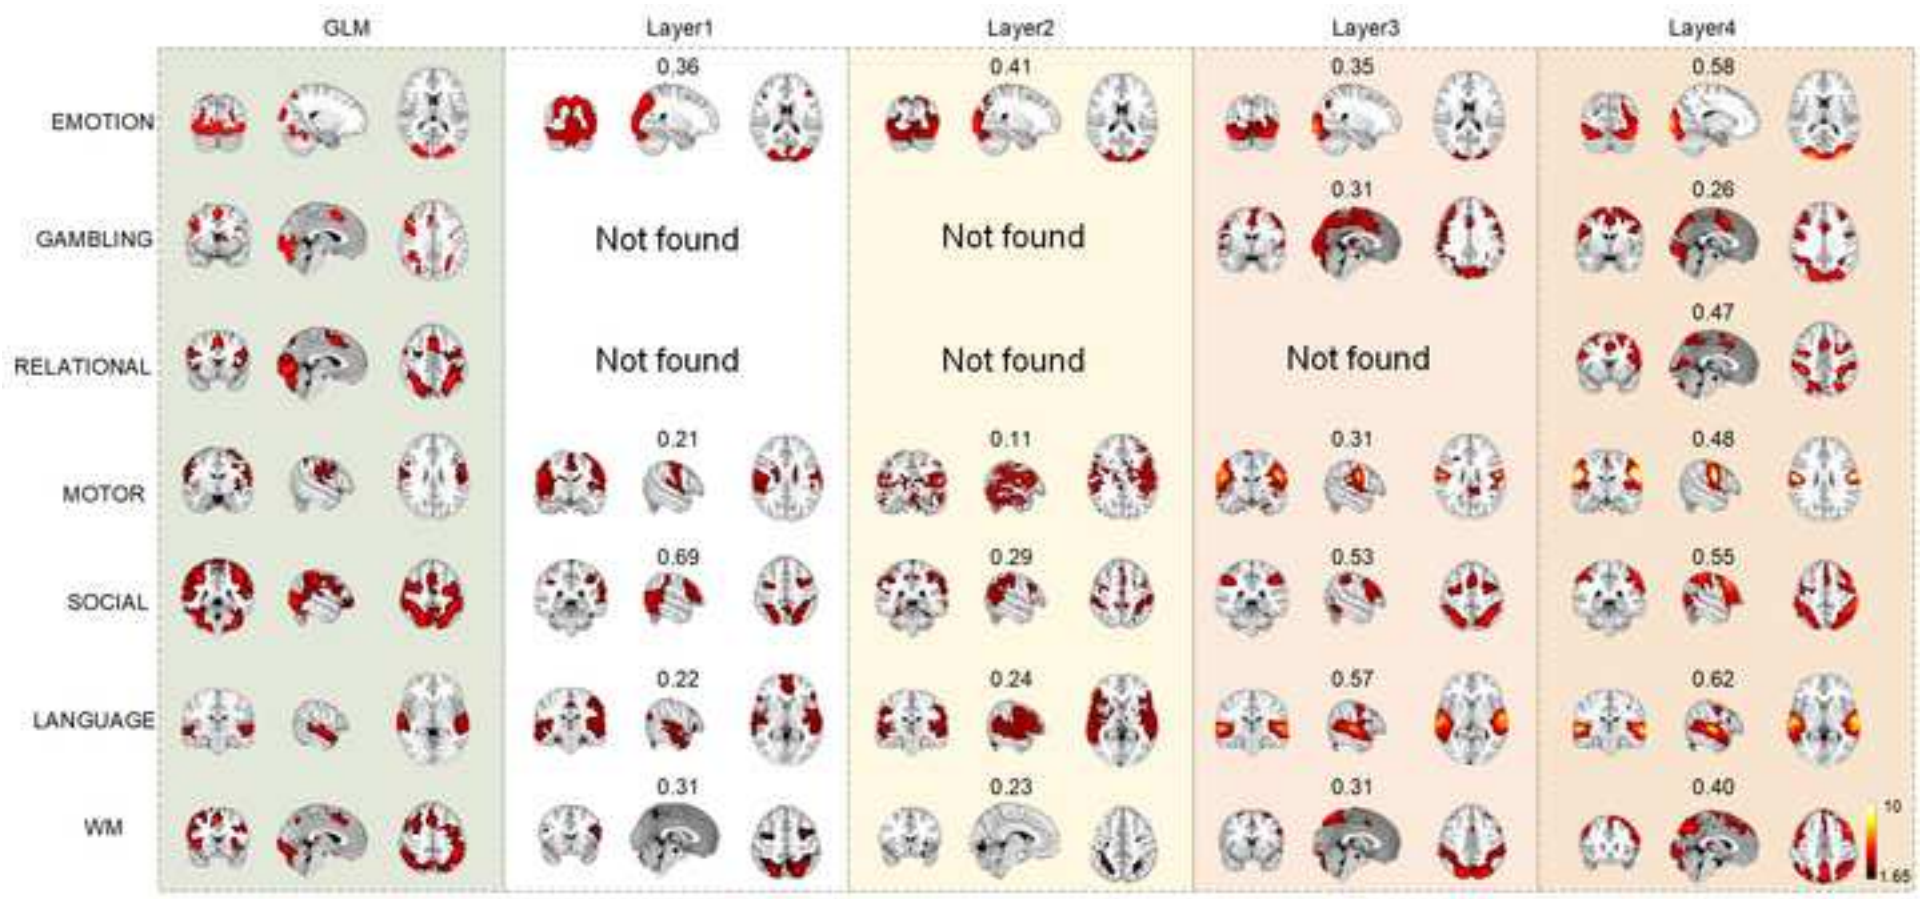 GLM Layer1 Layer2 Layer3 Layer4
EMOTION 0.36 0.41 0.35 0.58
GAMBLING Not found Not found 0.31 0.26
RELATIONAL Not found Not found Not found 0.47
MOTOR 0.21 0.11 0.31 0.48
SOCIAL 0.69 0.29 0.53 0.55
LANGUAGE 0.22 0.24 0.57 0.62
WM 0.31 0.23 0.31 0.40
10
1.65